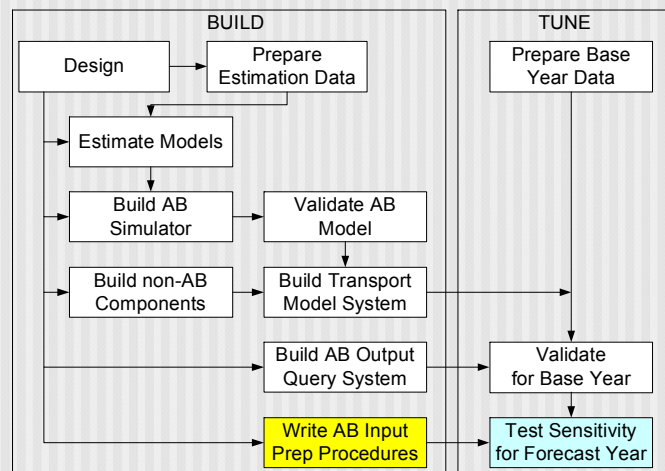 BUILD
TUNE
Design
Prepare
Estimation Data
Prepare Base
Year Data
Estimate Models
Build AB
Simulator
Validate AB
Model
Build non-AB
Components
Build Transport
Model System
Build AB Output
Query System
Validate
for Base Year
Write AB Input
Prep Procedures
Test Sensitivity
for Forecast Year